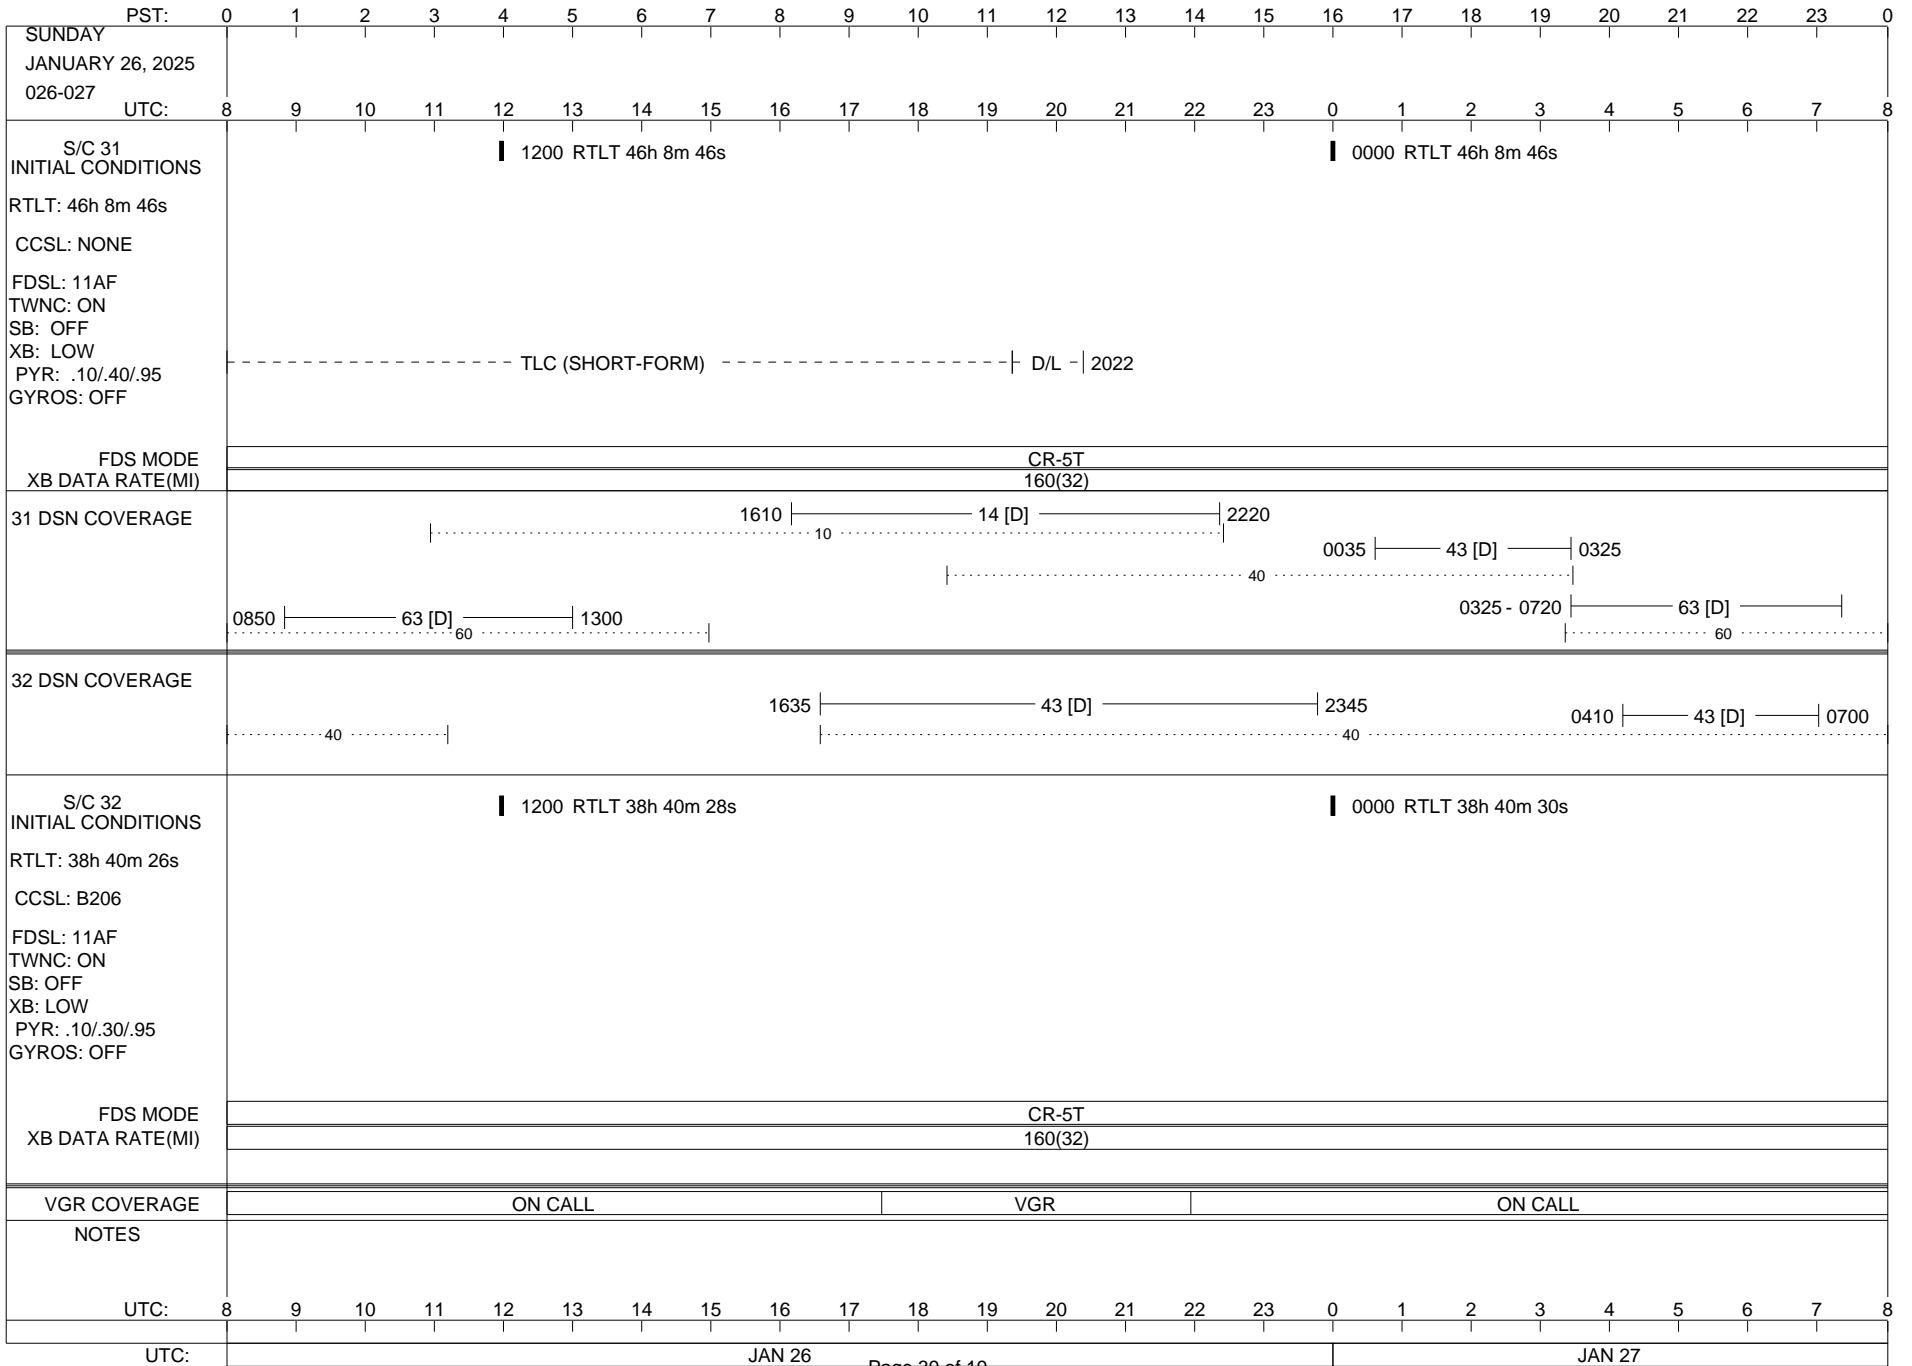 PST: 0 1 2 3 4 5 6 7 8 9 10 11 12 13 14 15 16 17 18 19 20 21 22 23 0
SUNDAY
JANUARY 26, 2025
026-027
UTC: 8 9 10 11 12 13 14 15 16 17 18 19 20 21 22 23 0 1 2 3 4 5 6 7 8
S/C 31
INITIAL CONDITIONS
1200 RTLT 46h 8m 46s
0000 RTLT 46h 8m 46s
RTLT: 46h 8m 46s
CCSL: NONE
FDSL: 11AF
TWNC: ON
SB: OFF
XB: LOW
PYR: .10/.40/.95
GYROS: OFF
TLC (SHORT-FORM) D/L 2022
FDS MODE CR-5T
XB DATA RATE(MI) 160(32)
31 DSN COVERAGE
1610 14 [D] 2220
10
0035 43 [D] 0325
40
0325 - 0720 63 [D]
60
0850 63 [D] 1300
60
32 DSN COVERAGE
1635 43 [D] 2345
0410 43 [D] 0700
40
40
S/C 32
INITIAL CONDITIONS
1200 RTLT 38h 40m 28s
0000 RTLT 38h 40m 30s
RTLT: 38h 40m 26s
CCSL: B206
FDSL: 11AF
TWNC: ON
SB: OFF
XB: LOW
PYR: .10/.30/.95
GYROS: OFF
FDS MODE CR-5T
XB DATA RATE(MI) 160(32)
VGR COVERAGE ON CALL VGR ON CALL
NOTES
UTC: 8 9 10 11 12 13 14 15 16 17 18 19 20 21 22 23 0 1 2 3 4 5 6 7 8
UTC: JAN 26 JAN 27